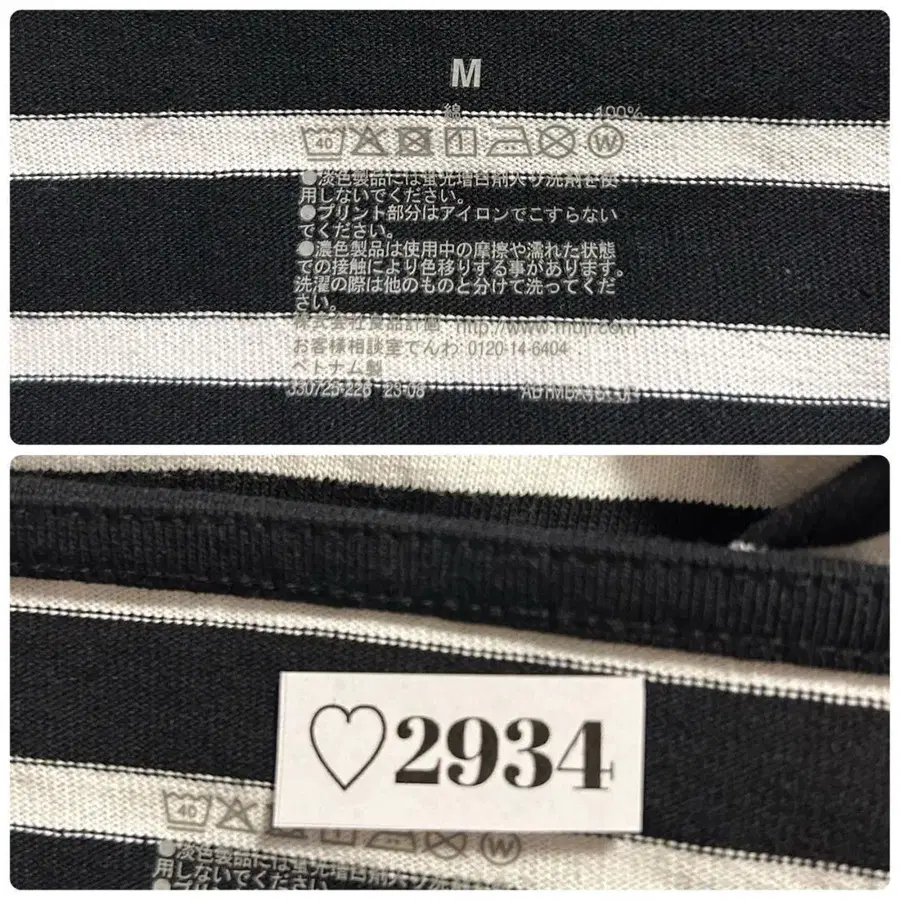 M
綿 100%
40 1 W
●淡色製品には蛍光増白剤入り洗剤を使
用しないでください。
●プリント部分はアイロンでこすらない
でください。
●濃色製品は使用中の摩擦や濡れた状態
での接触により色移りする事があります。
洗濯の際は他のものと分けて洗ってくだ
さい。
株式会社良品計画 http://www.muji.com
お客様相談室でんわ 0120-14-6404
ベトナム製
330725-226 23-08
♡2934
40 1 W
●淡色製品には蛍光増白剤入り洗
用しないでください。